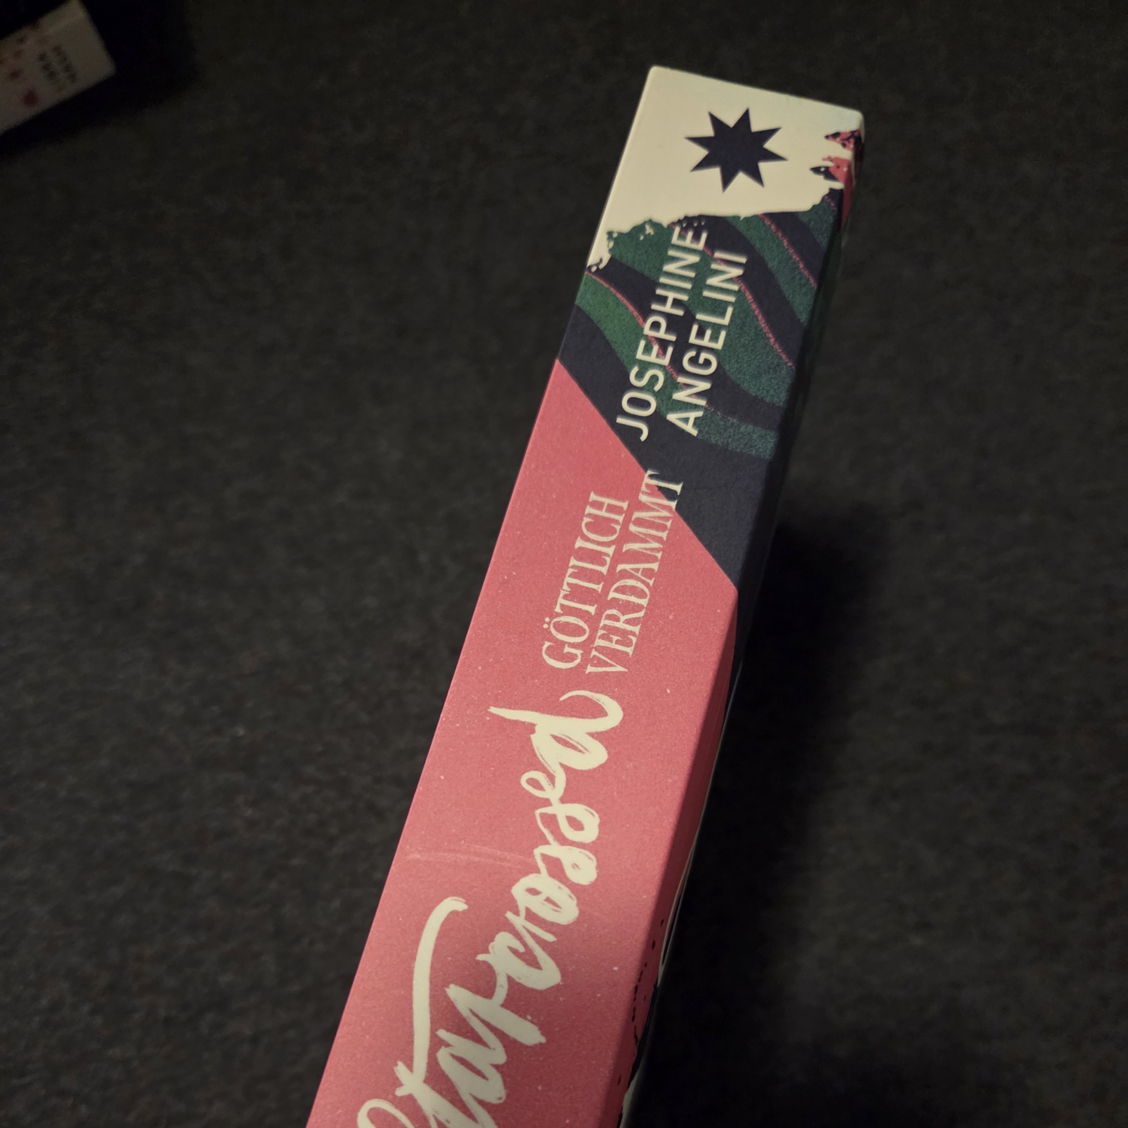 Starcrossed
GÖTTLICH
VERDAMMT
JOSEPHINE
ANGELINI